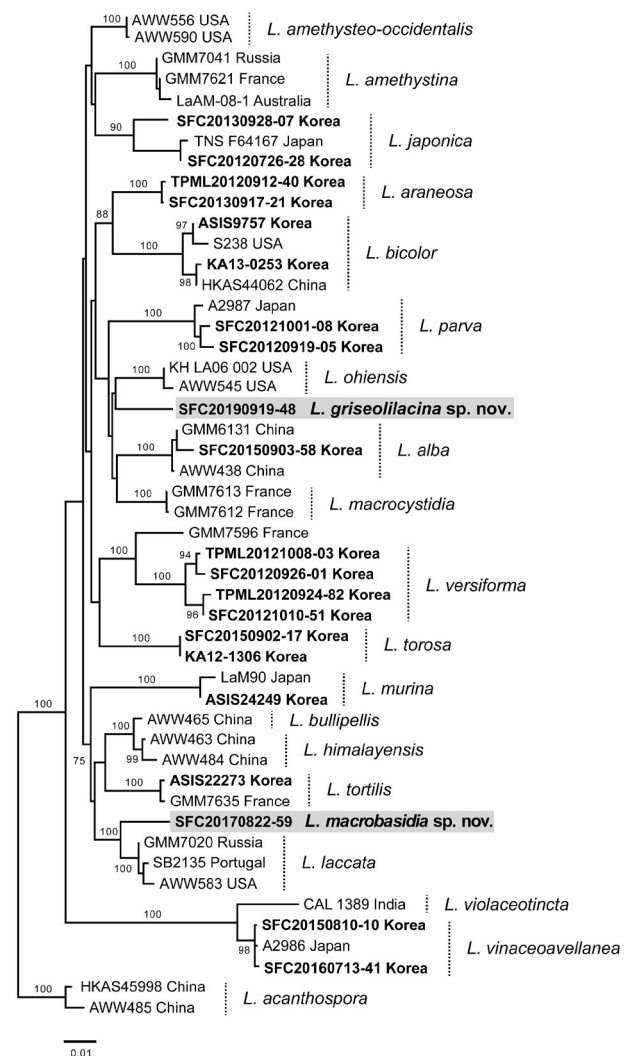 100
AWW556 USA
AWW590 USA
L. amethysteo-occidentalis
100
GMM7041 Russia
GMM7621 France
LaAM-08-1 Australia
L. amethystina
90
SFC20130928-07 Korea
TNS F64167 Japan
SFC20120726-28 Korea
L. japonica
88
100
TPML20120912-40 Korea
SFC20130917-21 Korea
L. araneosa
100
97
ASIS9757 Korea
S238 USA
98
KA13-0253 Korea
HKAS44062 China
L. bicolor
100
A2987 Japan
100
SFC20121001-08 Korea
SFC20120919-05 Korea
L. parva
100
KH LA06 002 USA
AWW545 USA
L. ohiensis
SFC20190919-48 L. griseolilacina sp. nov.
100
GMM6131 China
SFC20150903-58 Korea
AWW438 China
L. alba
100
GMM7613 France
GMM7612 France
L. macrocystidia
100
GMM7596 France
100
94
TPML20121008-03 Korea
SFC20120926-01 Korea
96
TPML20120924-82 Korea
SFC20121010-51 Korea
L. versiforma
100
SFC20150902-17 Korea
KA12-1306 Korea
L. torosa
100
LaM90 Japan
ASIS24249 Korea
L. murina
100
75
100
AWW465 China
L. bullipellis
99
AWW463 China
AWW484 China
L. himalayensis
100
ASIS22273 Korea
GMM7635 France
L. tortilis
100
SFC20170822-59 L. macrobasidia sp. nov.
100
GMM7020 Russia
SB2135 Portugal
AWW583 USA
L. laccata
100
CAL 1389 India
L. violaceotincta
98
SFC20150810-10 Korea
A2986 Japan
SFC20160713-41 Korea
L. vinaceoavellanea
100
HKAS45998 China
AWW485 China
L. acanthospora
0.01